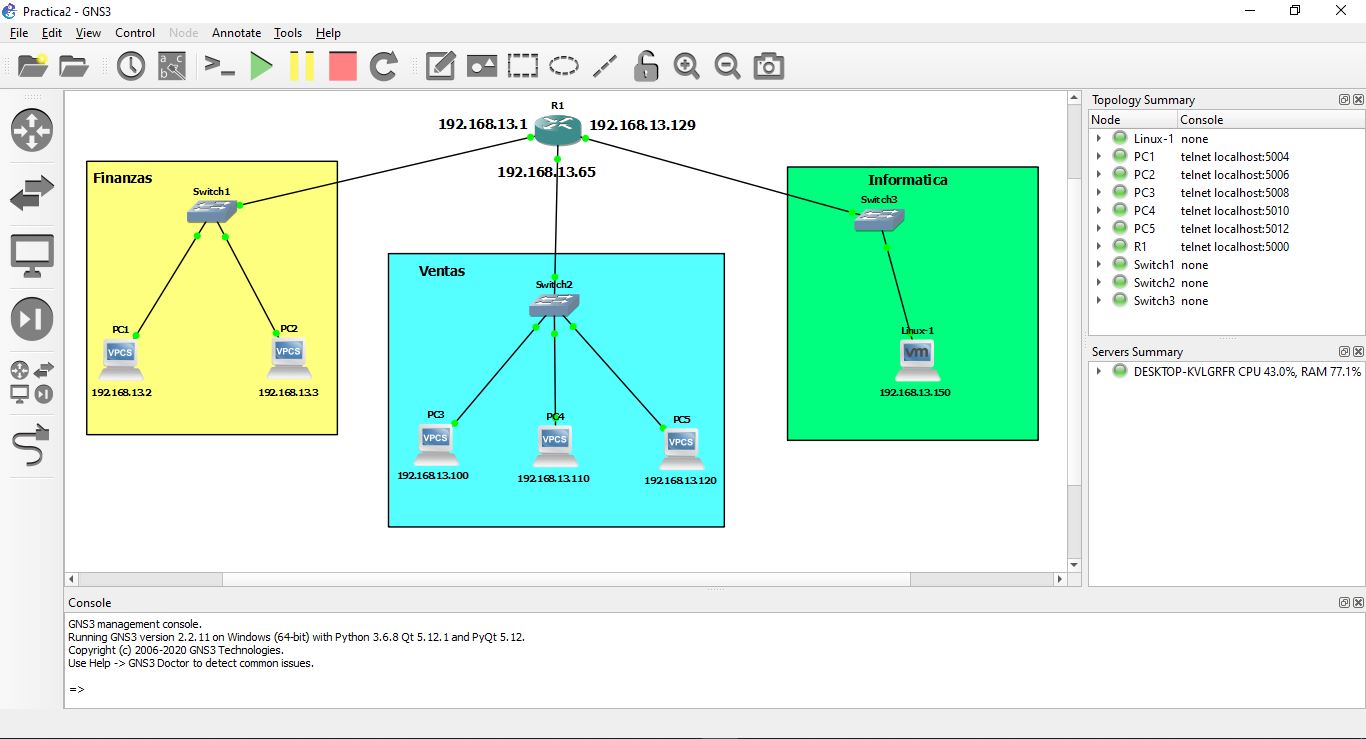 Practica2 - GNS3
File Edit View Control Node Annotate Tools Help
R1
192.168.13.1
192.168.13.129
192.168.13.65
Finanzas
Switch1
PC1
VPCS
192.168.13.2
PC2
VPCS
192.168.13.3
Ventas
Switch2
PC3
VPCS
192.168.13.100
PC4
VPCS
192.168.13.110
PC5
VPCS
192.168.13.120
Informatica
Switch3
Linux-1
vm
192.168.13.150
Topology Summary
Node Console
Linux-1 none
PC1 telnet localhost:5004
PC2 telnet localhost:5006
PC3 telnet localhost:5008
PC4 telnet localhost:5010
PC5 telnet localhost:5012
R1 telnet localhost:5000
Switch1 none
Switch2 none
Switch3 none
Servers Summary
DESKTOP-KVLGRFR CPU 43.0%, RAM 77.1%
Console
GNS3 management console.
Running GNS3 version 2.2.11 on Windows (64-bit) with Python 3.6.8 Qt 5.12.1 and PyQt 5.12.
Copyright (c) 2006-2020 GNS3 Technologies.
Use Help -> GNS3 Doctor to detect common issues.
=>